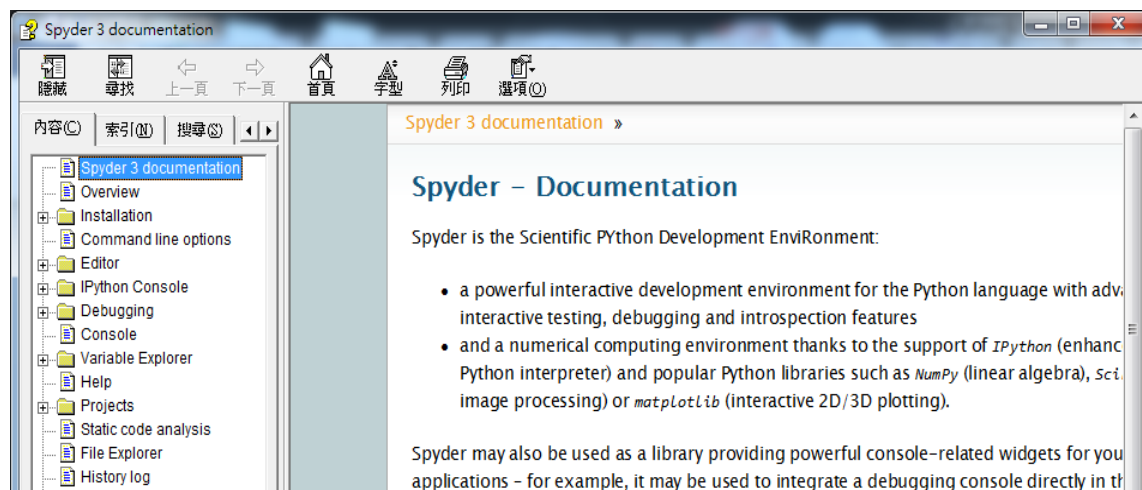 Spyder 3 documentation
隱藏 尋找 上一頁 下一頁 首頁 字型 列印 選項(O)
內容(C) 索引(N) 搜尋(S)
Spyder 3 documentation
Overview
Installation
Command line options
Editor
IPython Console
Debugging
Console
Variable Explorer
Help
Projects
Static code analysis
File Explorer
History log
Spyder 3 documentation »
Spyder – Documentation
Spyder is the Scientific PYthon Development EnviRonment:
• a powerful interactive development environment for the Python language with adv
interactive testing, debugging and introspection features
• and a numerical computing environment thanks to the support of IPython (enhanc
Python interpreter) and popular Python libraries such as NumPy (linear algebra), Sci
image processing) or matplotlib (interactive 2D/3D plotting).
Spyder may also be used as a library providing powerful console-related widgets for you
applications – for example, it may be used to integrate a debugging console directly in th